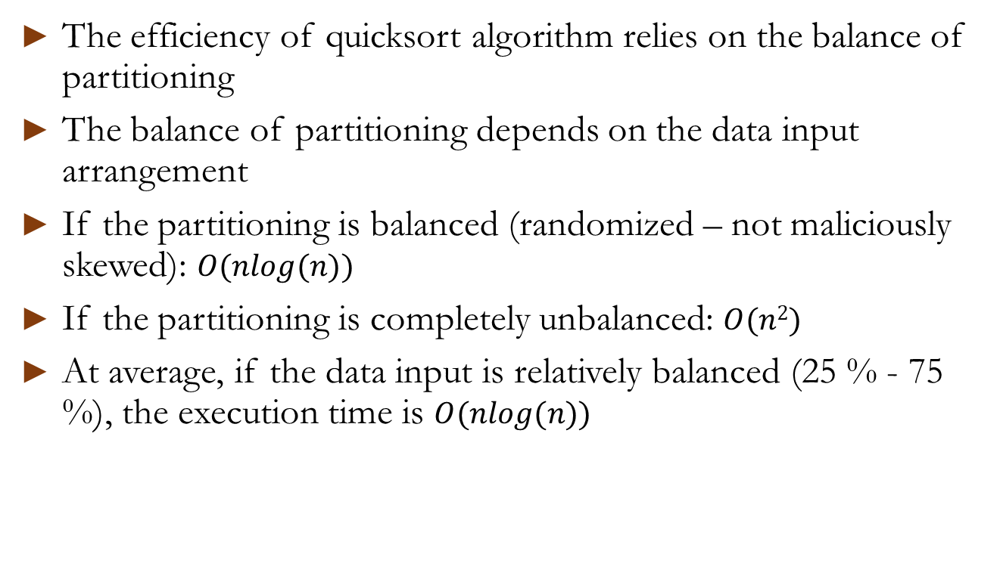 ► The efficiency of quicksort algorithm relies on the balance of
partitioning
► The balance of partitioning depends on the data input
arrangement
► If the partitioning is balanced (randomized – not maliciously
skewed): 𝑂(𝑛𝑙𝑜𝑔(𝑛))
► If the partitioning is completely unbalanced: 𝑂(𝑛²)
► At average, if the data input is relatively balanced (25 % - 75
%), the execution time is 𝑂(𝑛𝑙𝑜𝑔(𝑛))